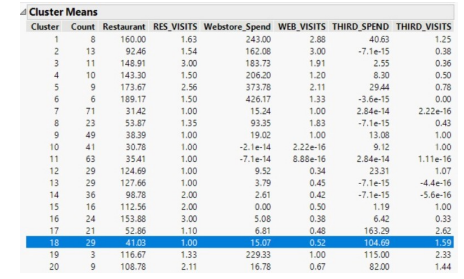 Cluster Means
Cluster Count Restaurant RES_VISITS Webstore_Spend WEB_VISITS THIRD_SPEND THIRD_VISITS
1 8 160.00 1.63 243.00 2.88 40.63 1.25
2 13 92.46 1.54 162.08 3.00 -7.1e-15 0.38
3 11 148.91 3.00 183.73 1.91 2.55 0.36
4 10 143.30 1.50 206.20 1.20 8.30 0.50
5 9 173.67 2.56 373.78 2.11 29.44 0.78
6 6 189.17 1.50 426.17 1.33 -3.6e-15 0.00
7 71 31.42 1.00 15.24 1.00 2.84e-14 2.22e-16
8 23 53.87 1.35 93.35 1.83 -7.1e-15 0.43
9 49 38.39 1.00 19.02 1.00 13.08 1.00
10 41 30.78 1.00 -2.1e-14 2.22e-16 9.12 1.00
11 63 35.41 1.00 -7.1e-14 8.88e-16 2.84e-14 1.11e-16
12 29 124.69 1.00 9.52 0.34 23.31 1.07
13 29 127.66 1.00 3.79 0.45 -7.1e-15 -4.4e-16
14 36 98.78 2.00 2.61 0.42 -7.1e-15 -5.6e-16
15 16 112.56 2.00 0.00 0.50 1.19 1.00
16 24 153.88 3.00 5.08 0.38 6.42 0.33
17 21 52.86 1.10 6.81 0.48 163.29 2.62
18 29 41.03 1.00 15.07 0.52 104.69 1.59
19 3 116.67 1.33 229.33 1.00 115.00 2.33
20 9 108.78 2.11 16.78 0.67 82.00 1.44